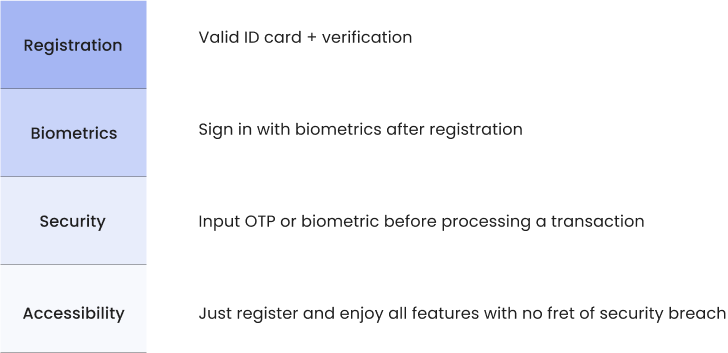 Registration
Valid ID card + verification
Biometrics
Sign in with biometrics after registration
Security
Input OTP or biometric before processing a transaction
Accessibility
Just register and enjoy all features with no fret of security breach